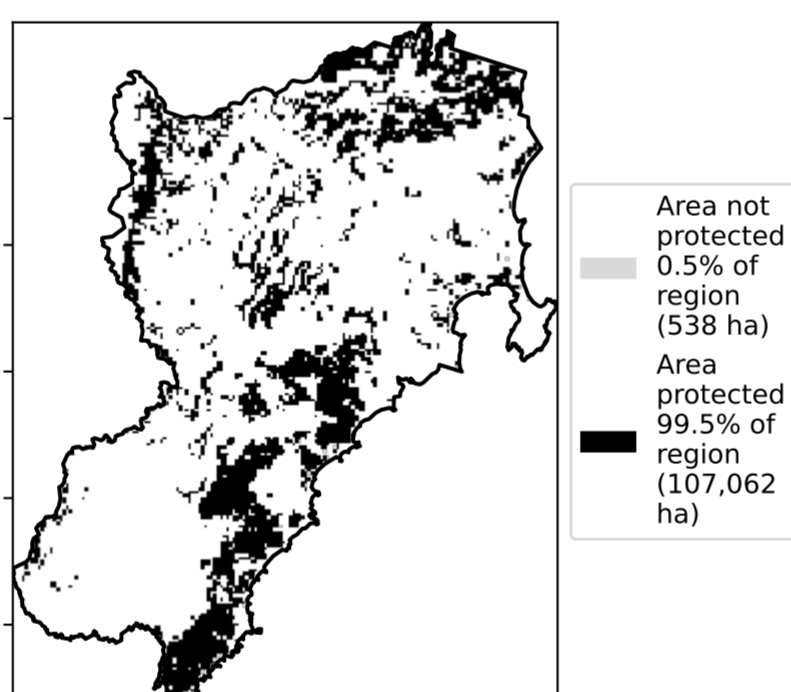 Area not
protected
0.5% of
region
(538 ha)
Area
protected
99.5% of
region
(107,062
ha)